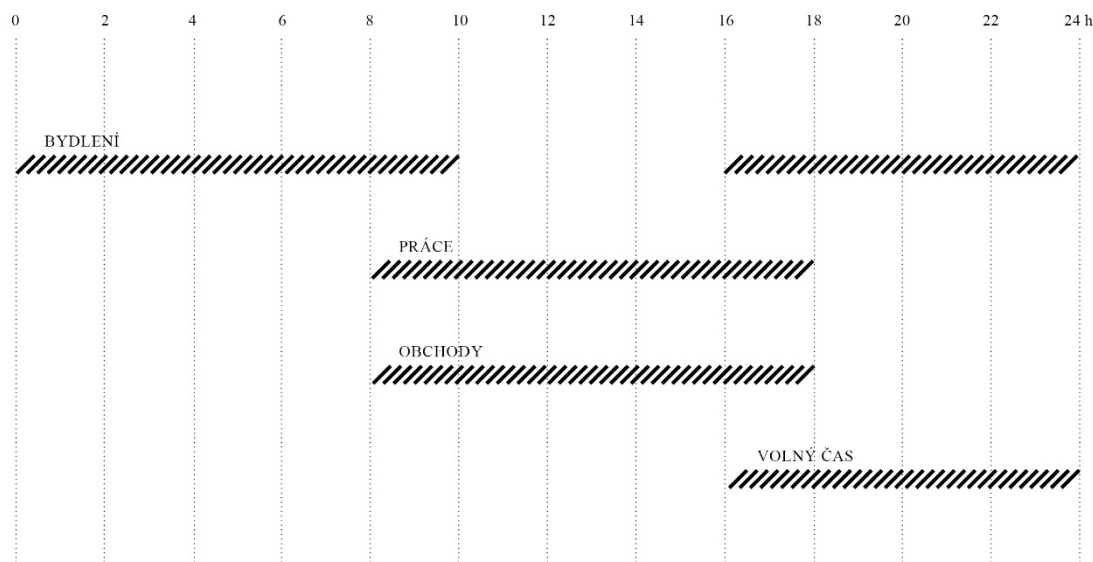 0 2 4 6 8 10 12 14 16 18 20 22 24 h
BYDLENÍ
PRÁCE
OBCHODY
VOLNÝ ČAS